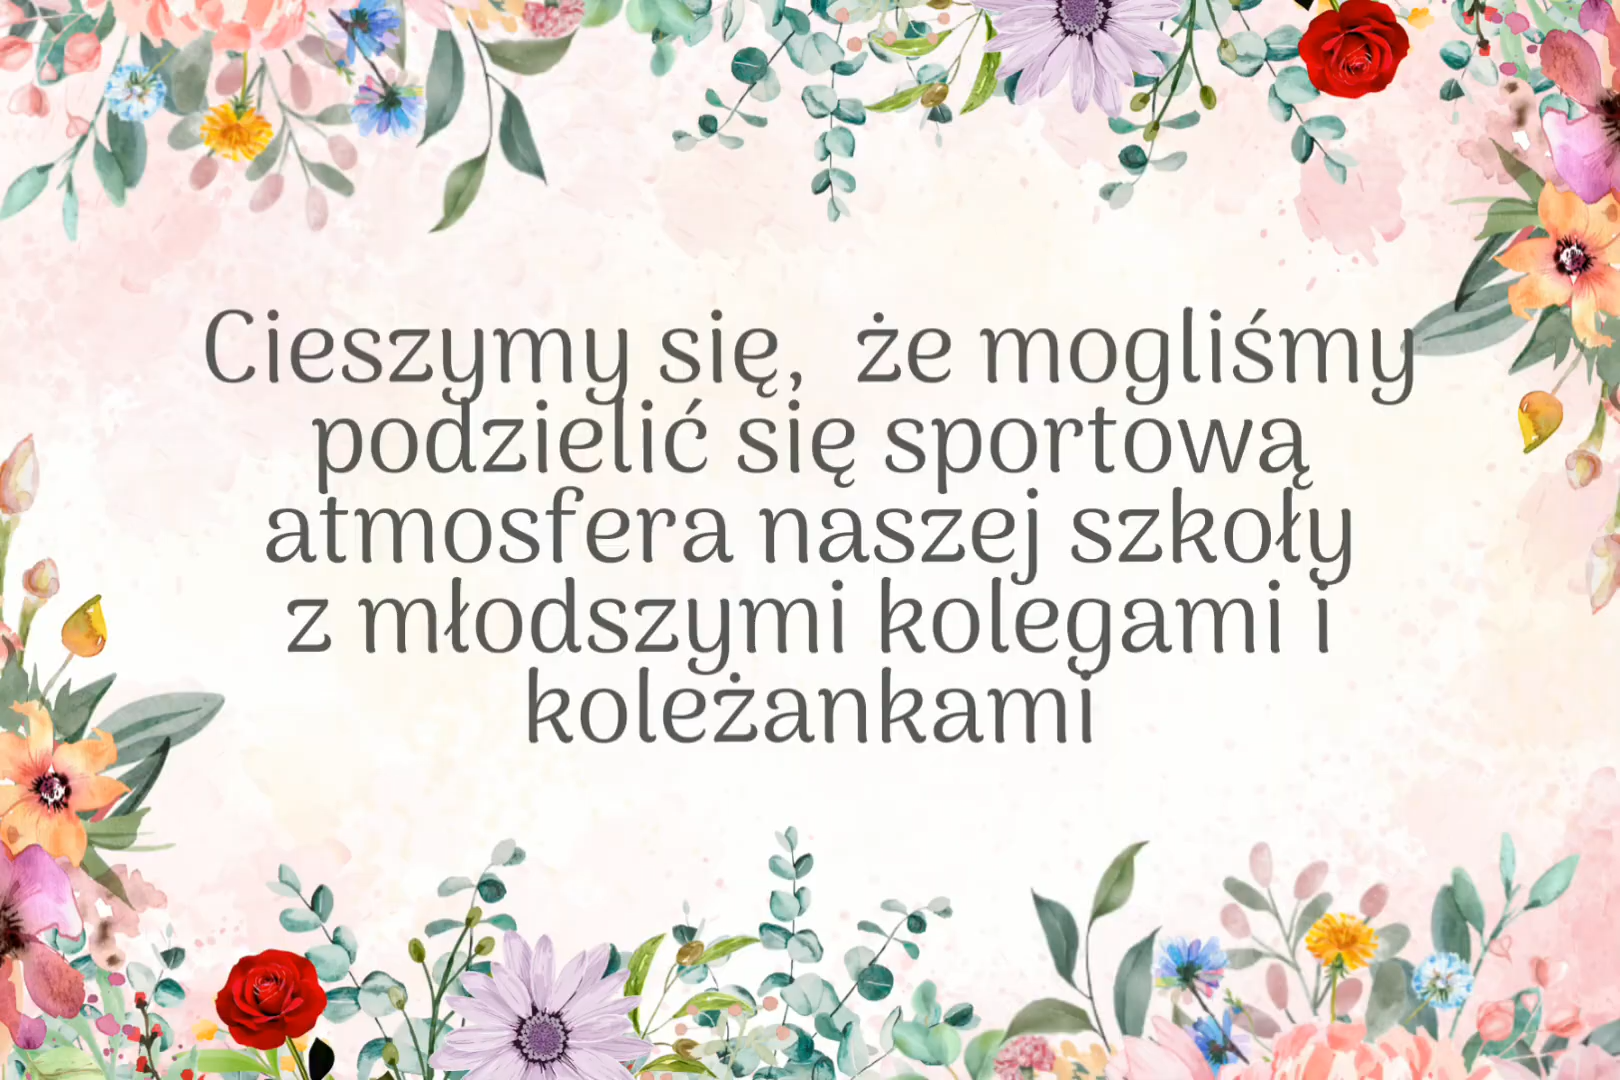 Cieszymy się,  że mogliśmy
podzielić się sportową
atmosfera naszej szkoły
z młodszymi kolegami i
koleżankami